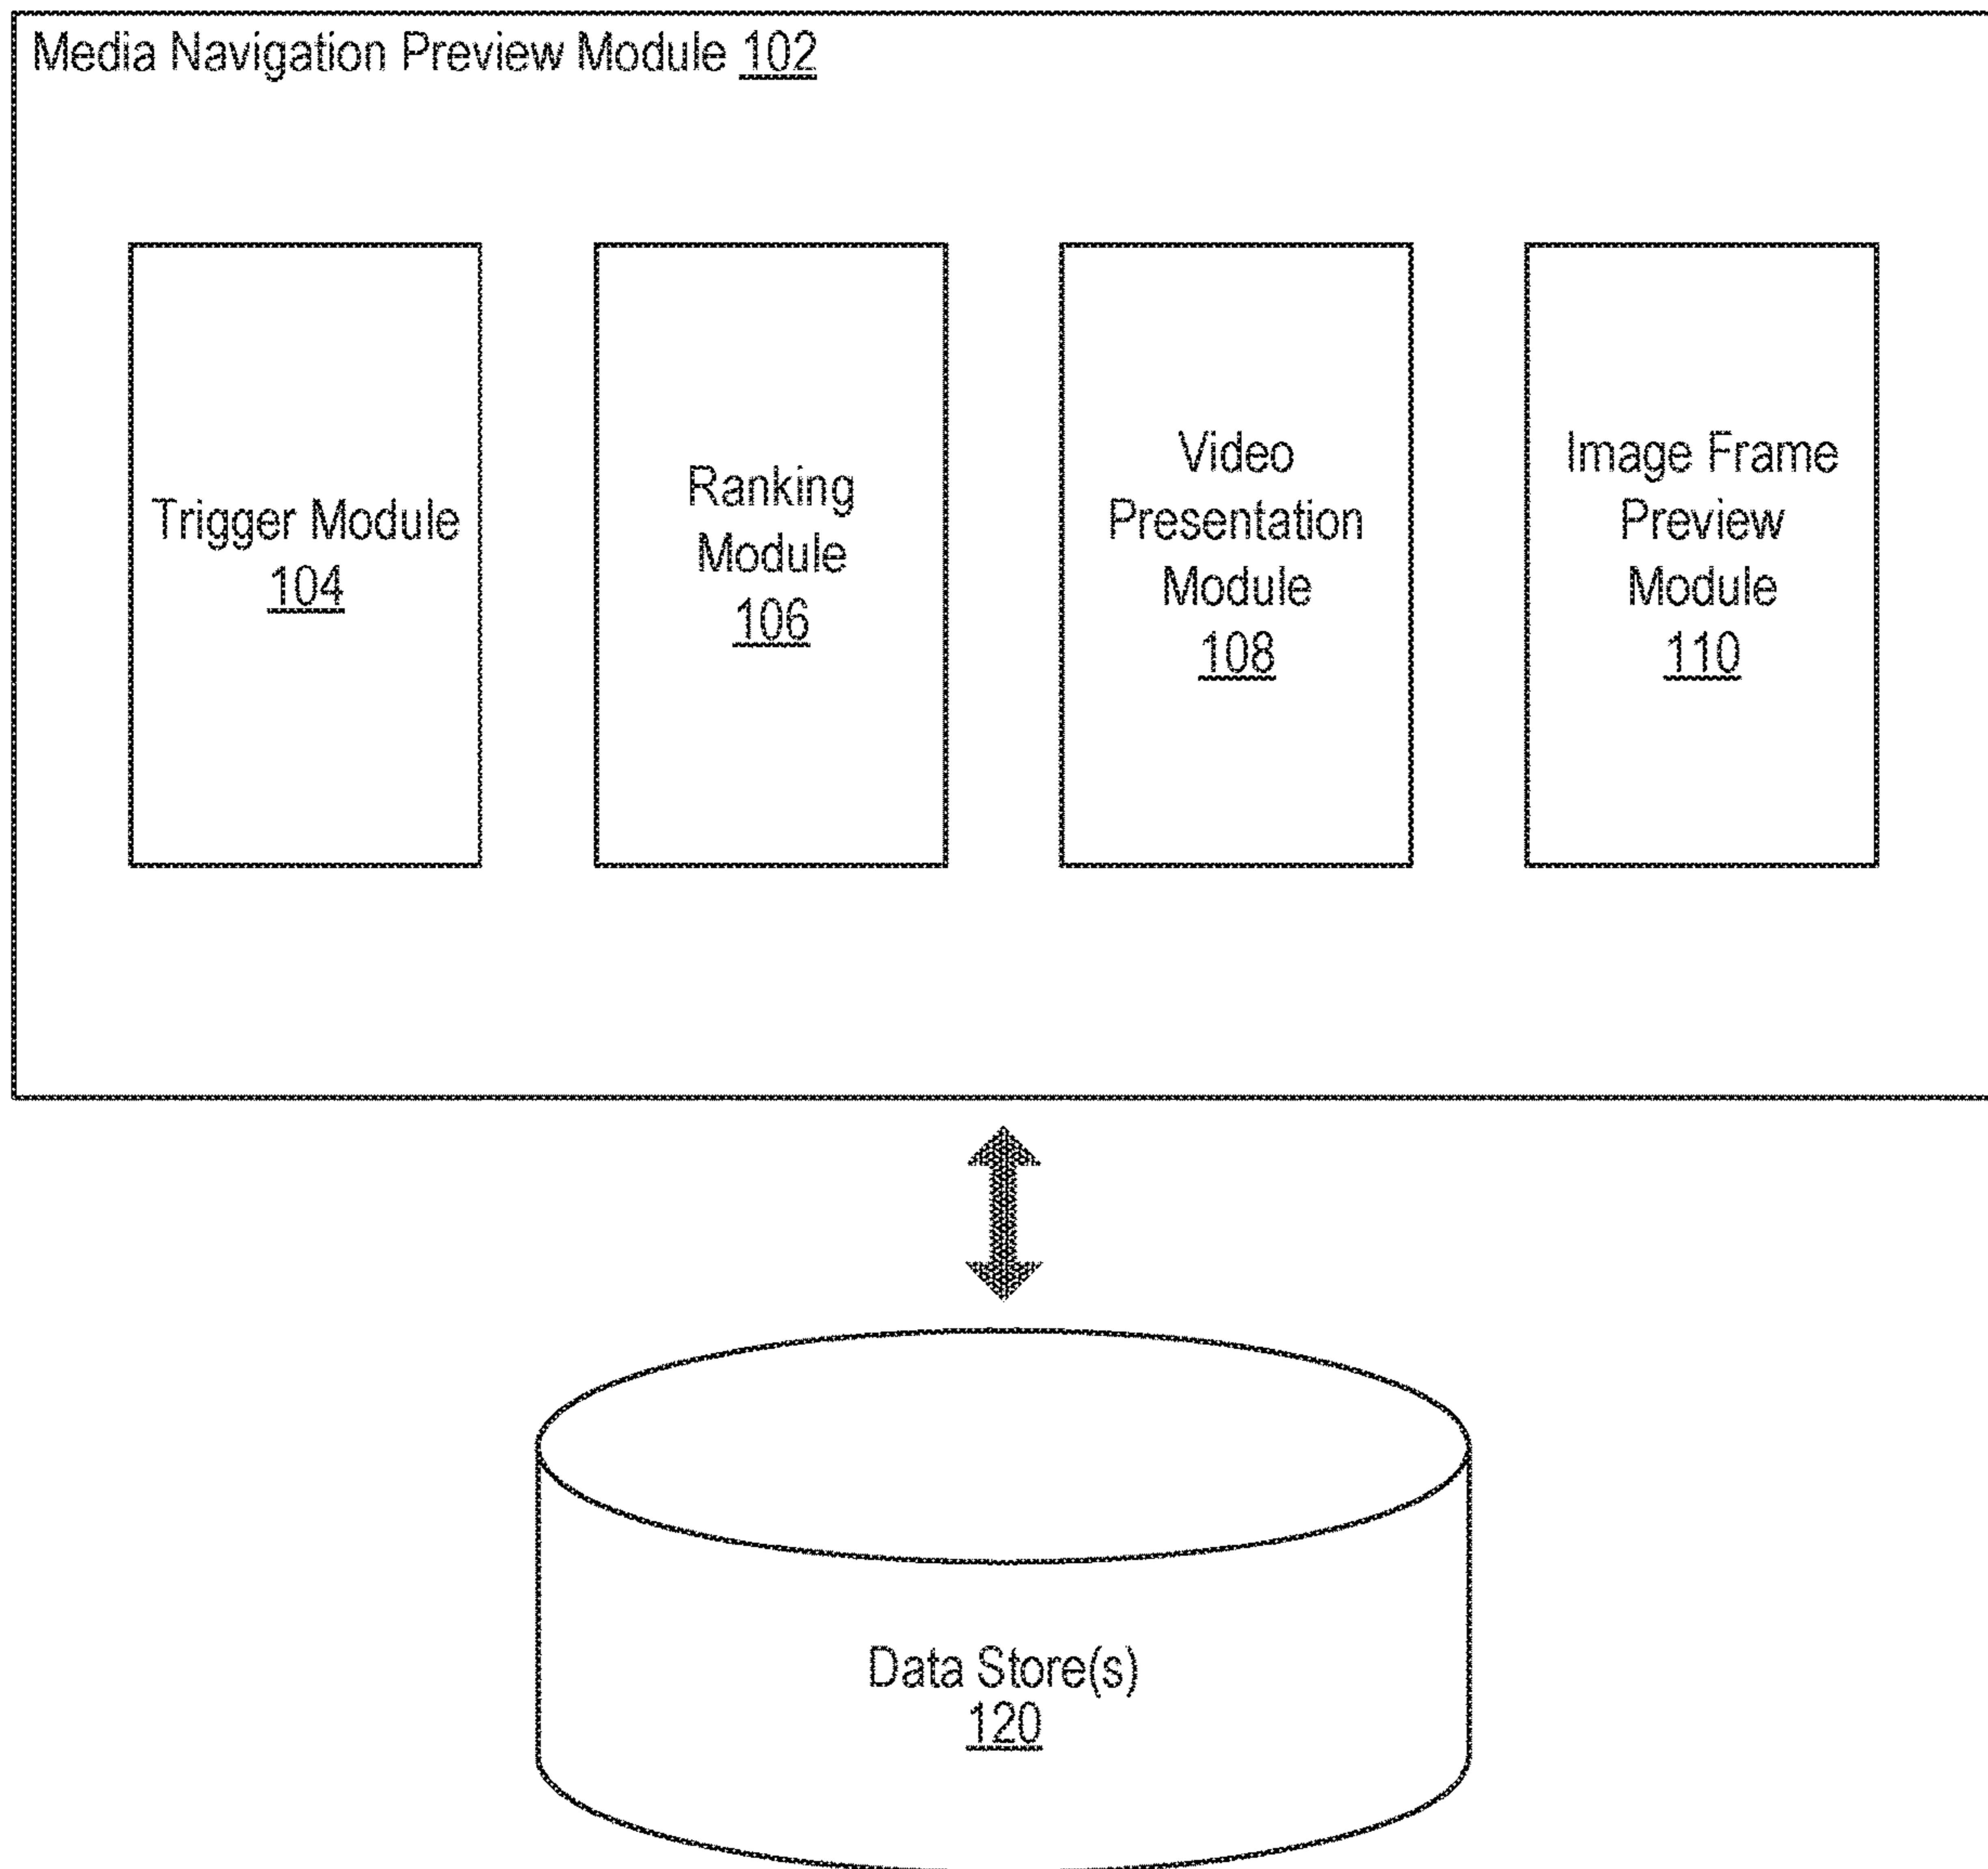 Media Navigation Preview Module 102
Trigger Module
104
Ranking
Module
106
Video
Presentation
Module
108
Image Frame
Preview
Module
110
Data Store(s)
120